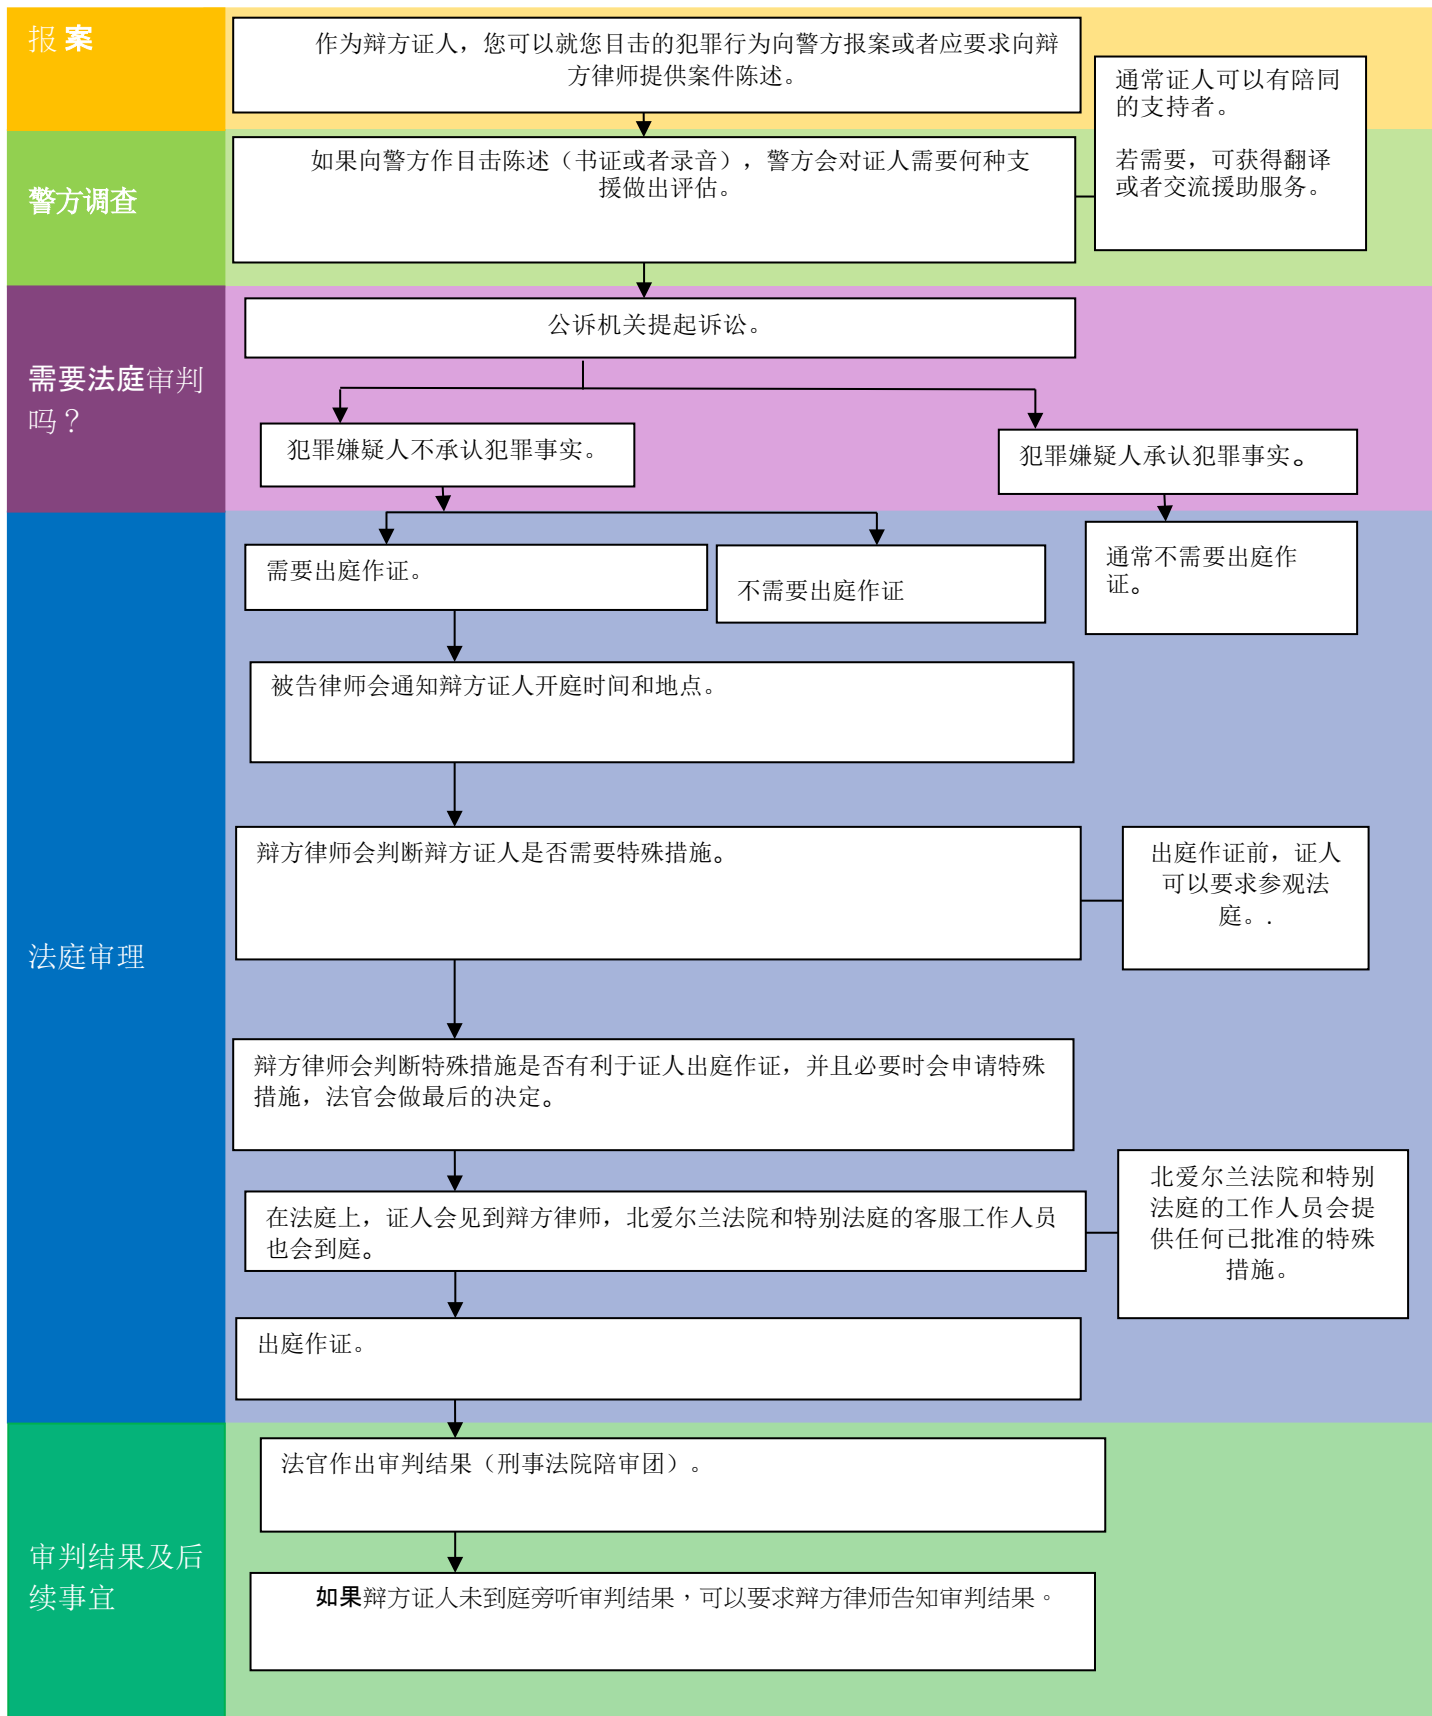 报 案
作为辩方证人，您可以就您目击的犯罪行为向警方报案或者应要求向辩
方律师提供案件陈述。
通常证人可以有陪同
的支持者。
若需要，可获得翻译
或者交流援助服务。
警方调查
如果向警方作目击陈述（书证或者录音），警方会对证人需要何种支
援做出评估。
需要法庭审判
吗？
公诉机关提起诉讼。
犯罪嫌疑人不承认犯罪事实。
犯罪嫌疑人承认犯罪事实。
法庭审理
需要出庭作证。
不需要出庭作证
通常不需要出庭作
证。
被告律师会通知辩方证人开庭时间和地点。
辩方律师会判断辩方证人是否需要特殊措施。
出庭作证前，证人
可以要求参观法
庭。.
辩方律师会判断特殊措施是否有利于证人出庭作证，并且必要时会申请特殊
措施，法官会做最后的决定。
在法庭上，证人会见到辩方律师，北爱尔兰法院和特别法庭的客服工作人员
也会到庭。
北爱尔兰法院和特别
法庭的工作人员会提
供任何已批准的特殊
措施。
出庭作证。
审判结果及后
续事宜
法官作出审判结果（刑事法院陪审团）。
如果辩方证人未到庭旁听审判结果，可以要求辩方律师告知审判结果。